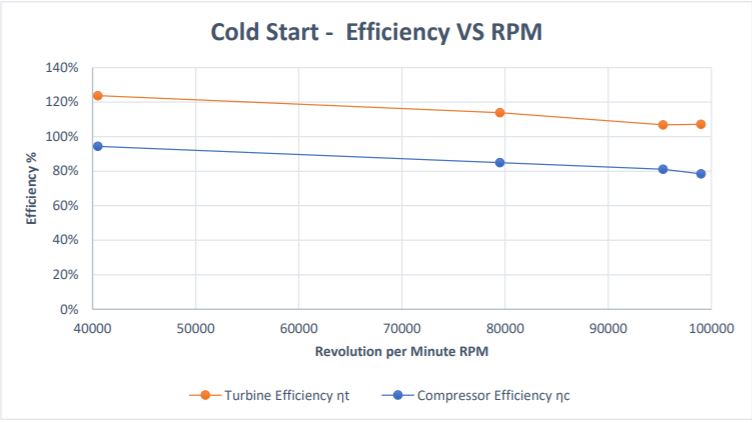 Cold Start - Efficiency VS RPM
140%
120%
100%
80%
60%
40%
20%
0%
Efficiency %
40000 50000 60000 70000 80000 90000 100000
Revolution per Minute RPM
Turbine Efficiency ηt Compressor Efficiency ηc